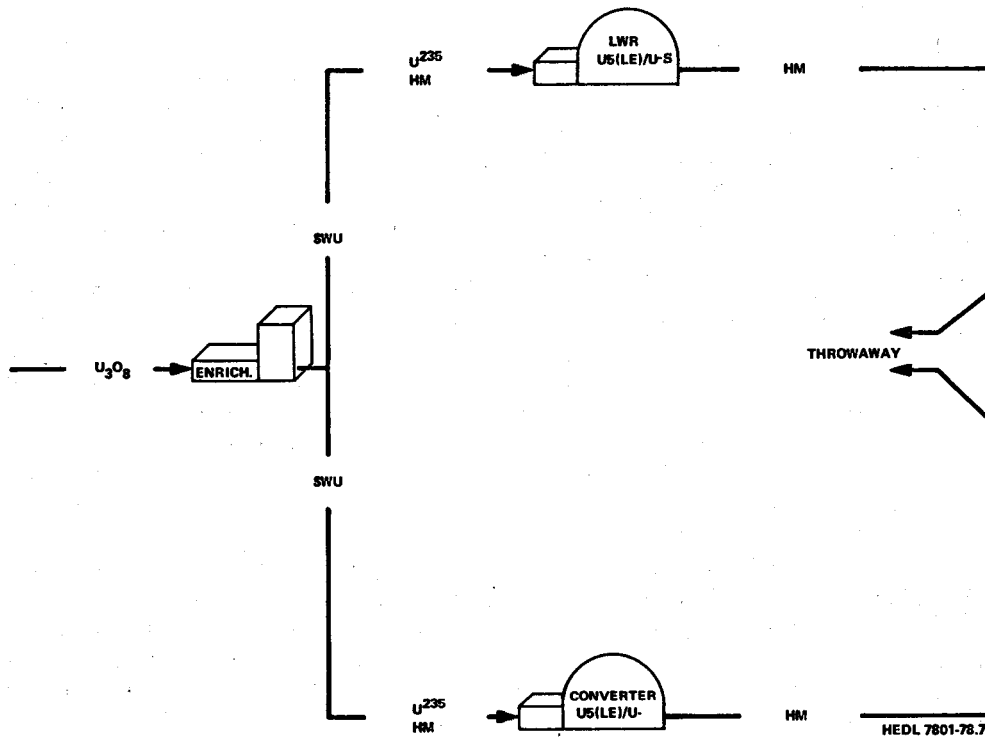 U²³⁵
HM
LWR
U5(LE)/U-S
HM
SWU
U₃O₈
ENRICH.
THROWAWAY
SWU
U²³⁵
HM
CONVERTER
U5(LE)/U-
HM
HEDL 7801-78.7